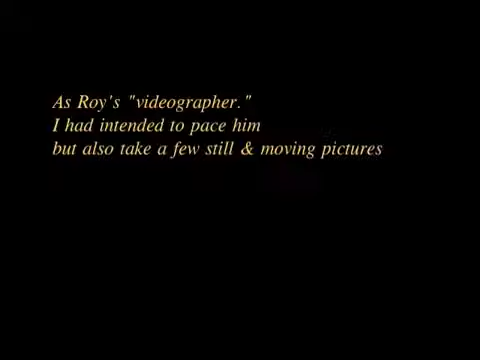 As Roy's "videographer."
I had intended to pace him
but also take a few still & moving pictures